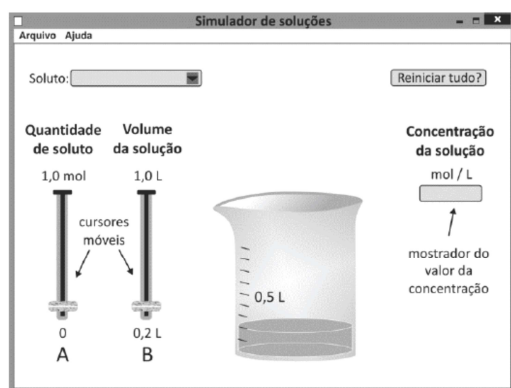 Simulador de soluções
Arquivo Ajuda
Soluto:
Reiniciar tudo?
Quantidade
de soluto
Volume
da solução
Concentração
da solução
1,0 mol
1,0 L
mol / L
cursores
móveis
mostrador do
valor da
concentração
0,5 L
0
0,2 L
A
B